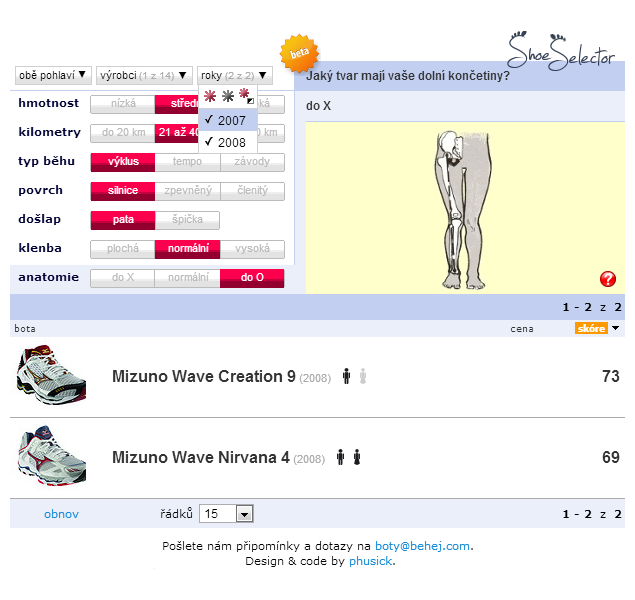 ShoeSelector
beta
obě pohlaví ▼ výrobci (1 z 14) ▼ roky (2 z 2) ▼
Jaký tvar mají vaše dolní končetiny?
✓ 2007
✓ 2008
hmotnost nízká
kilometry do 20 km 21 až 40 km
typ běhu výklus tempo závody
povrch silnice zpevněný členitý
došlap pata špička
klenba plochá normální vysoká
anatomie do X normální do O
do X
?
1 - 2 z 2
bota cena skóre
Mizuno Wave Creation 9 (2008) 73
Mizuno Wave Nirvana 4 (2008) 69
obnov řádků 15 1 - 2 z 2
Pošlete nám připomínky a dotazy na boty@behej.com.
Design & code by phusick.